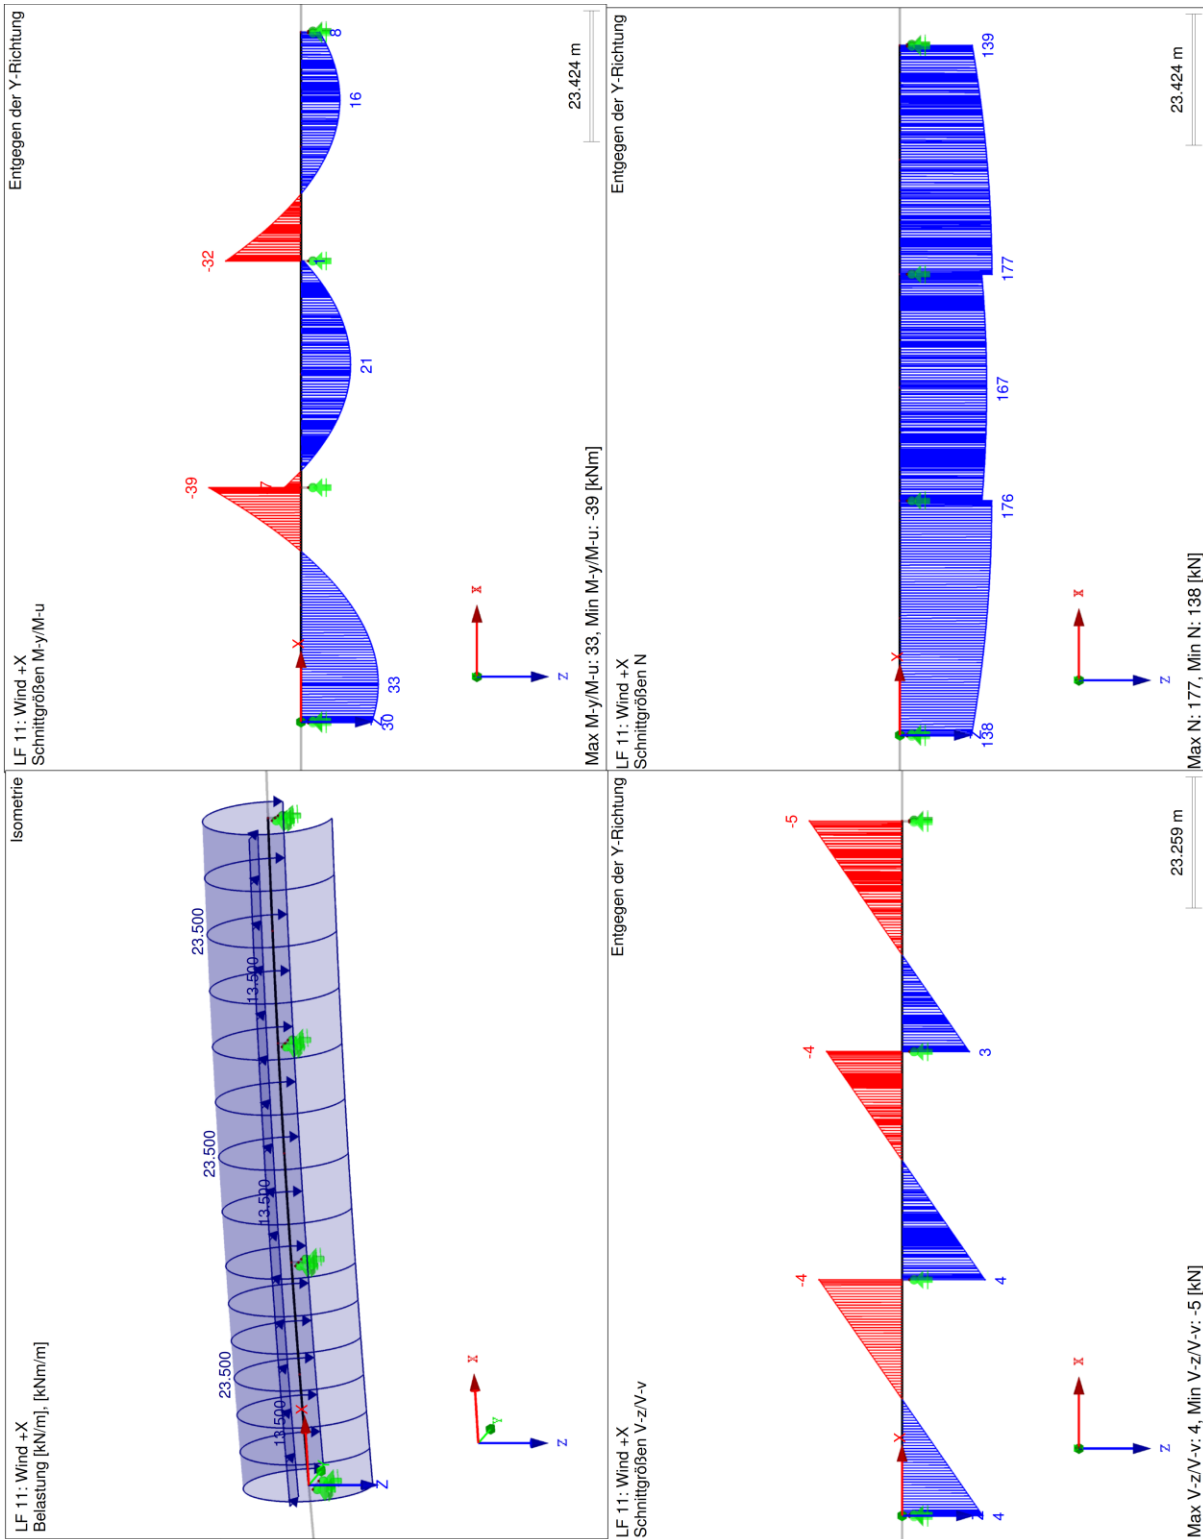 LF 11: Wind +X
Schnittgrößen M-y/M-u
Entgegen der Y-Richtung
-39
-32
7
1
8
16
21
33
30
X
X
Z
Z
23.424 m
Max M-y/M-u: 33, Min M-y/M-u: -39 [kNm]
LF 11: Wind +X
Schnittgrößen N
Entgegen der Y-Richtung
138
176
167
177
139
X
X
Z
Z
23.424 m
Max N: 177, Min N: 138 [kN]
LF 11: Wind +X
Belastung [kN/m], [kNm/m]
Isometrie
23.500
23.500
23.500
13.500
13.500
13.500
X
Z
X
Y
Z
LF 11: Wind +X
Schnittgrößen V-z/V-v
Entgegen der Y-Richtung
-4
-4
-5
4
4
3
X
X
Z
Z
23.259 m
Max V-z/V-v: 4, Min V-z/V-v: -5 [kN]